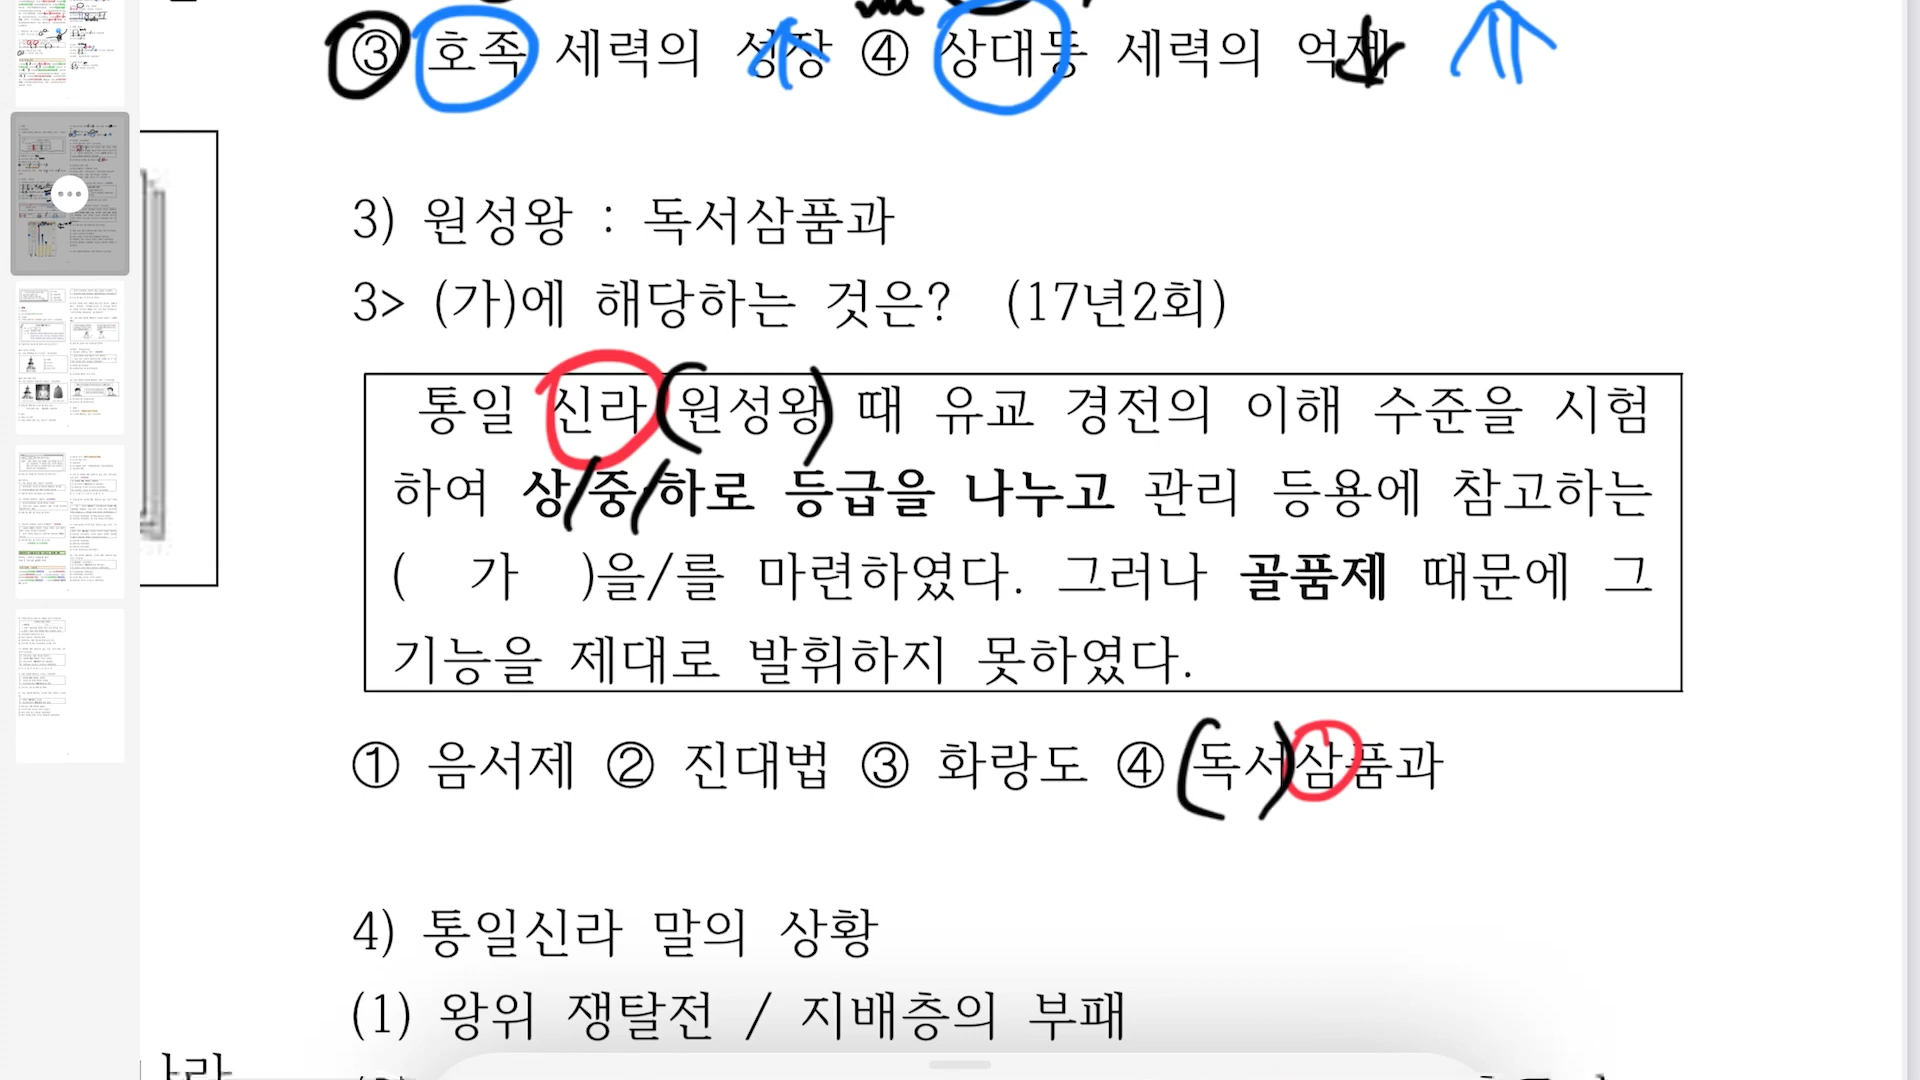 ③ 호족 세력의 성장 ④ 상대등 세력의 억제
3) 원성왕 : 독서삼품과
3> (가)에 해당하는 것은? (17년2회)
통일 신라(원성왕) 때 유교 경전의 이해 수준을 시험
하여 상/중/하로 등급을 나누고 관리 등용에 참고하는
( 가 )을/를 마련하였다. 그러나 골품제 때문에 그
기능을 제대로 발휘하지 못하였다.
① 음서제 ② 진대법 ③ 화랑도 ④ (독서)삼품과
4) 통일신라 말의 상황
(1) 왕위 쟁탈전 / 지배층의 부패